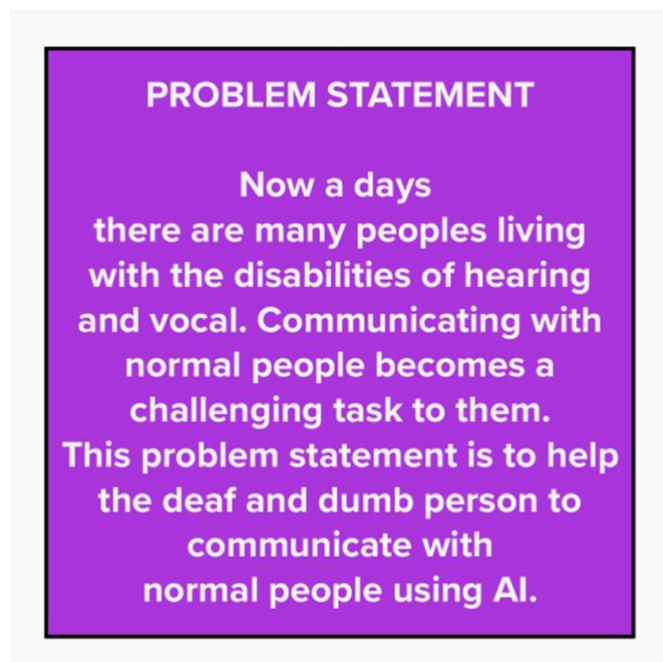 PROBLEM STATEMENT
Now a days
there are many peoples living
with the disabilities of hearing
and vocal. Communicating with
normal people becomes a
challenging task to them.
This problem statement is to help
the deaf and dumb person to
communicate with
normal people using AI.